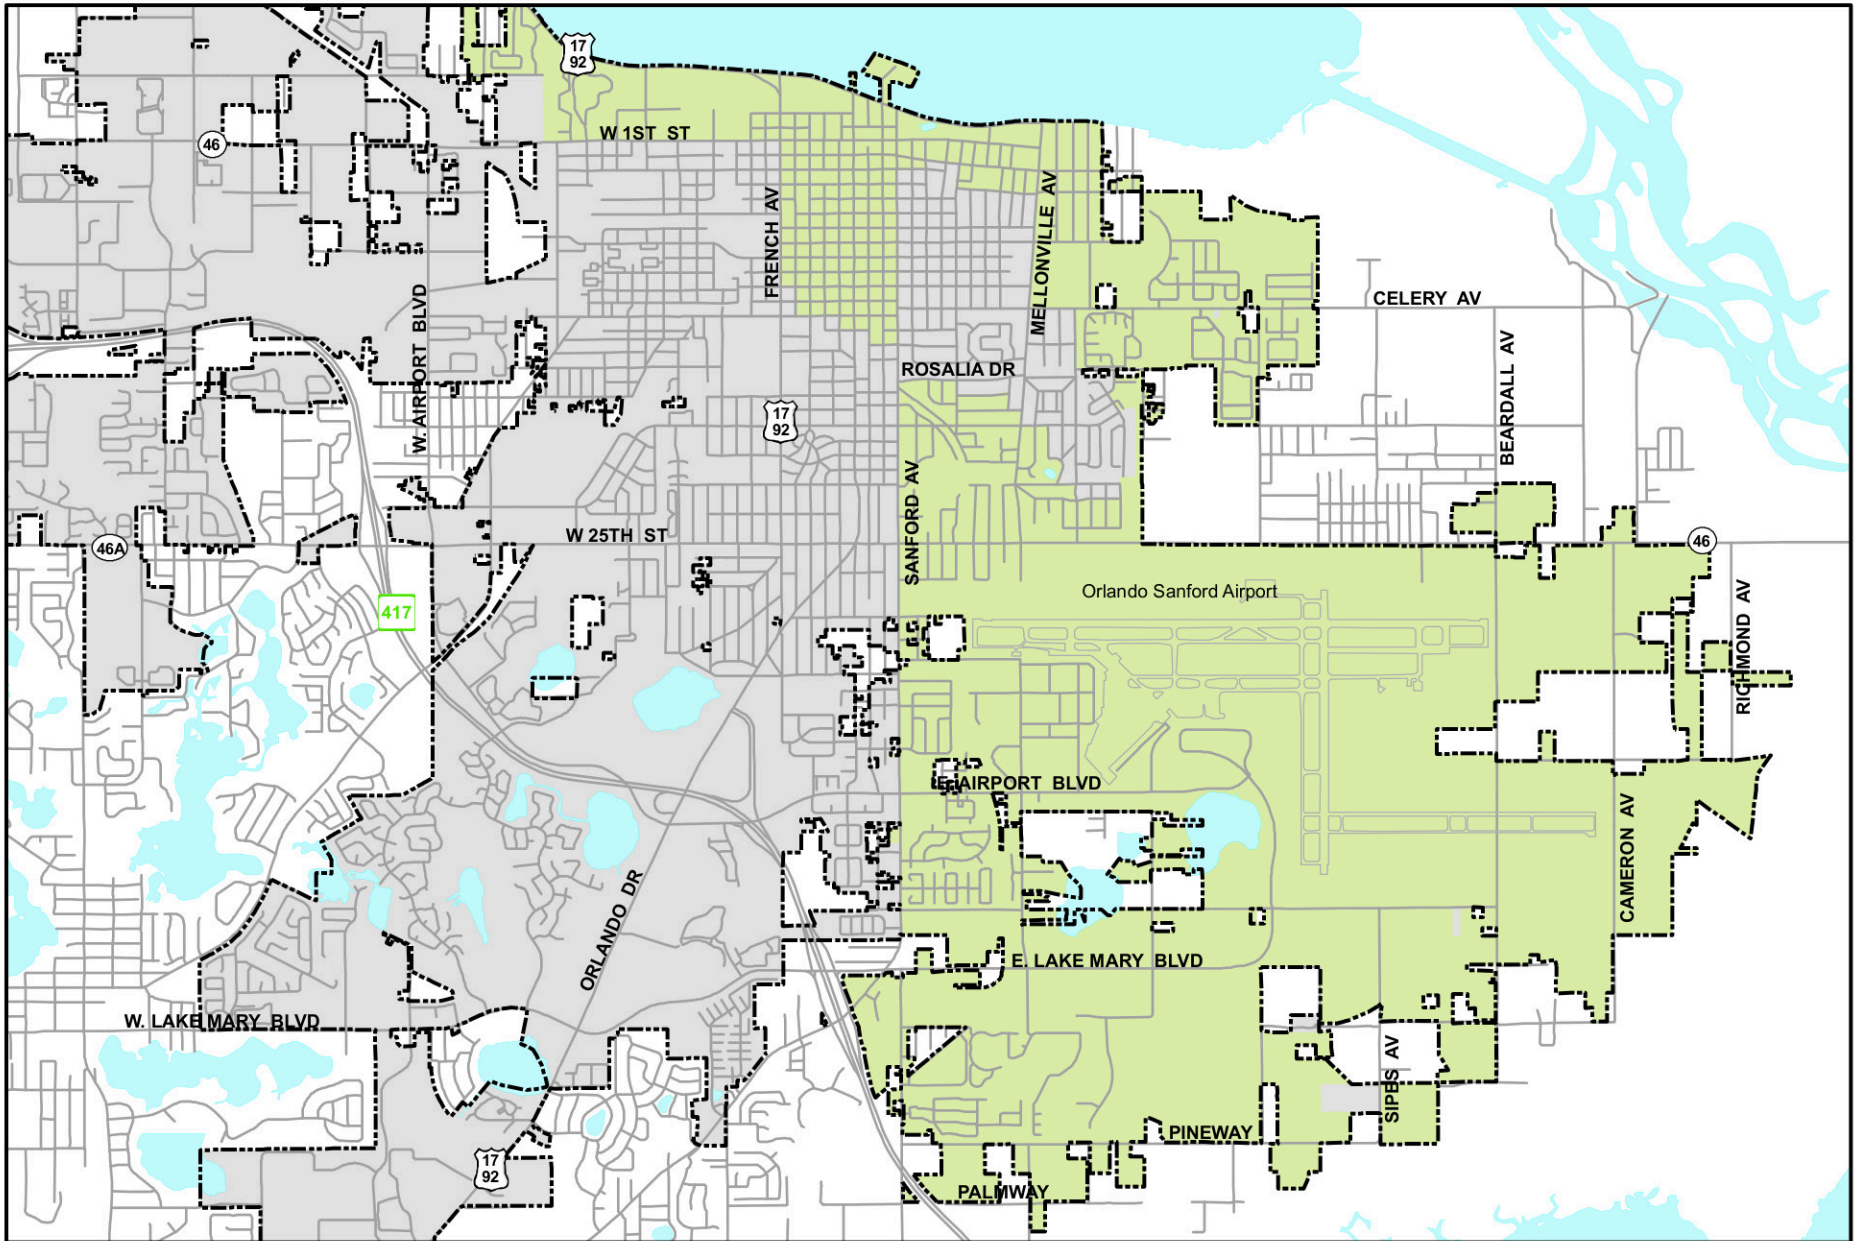 17
92
W 1ST ST
46
FRENCH AV
MELLONVILLE AV
W. AIRPORT BLVD
CELERY AV
BEARDALL AV
ROSALIA DR
17
92
SANFORD AV
W 25TH ST
46A
46
417
Orlando Sanford Airport
RICHMOND AV
E. AIRPORT BLVD
CAMERON AV
ORLANDO DR
E. LAKE MARY BLVD
W. LAKE MARY BLVD
SIPES AV
PINEWAY
17
92
PALMWAY